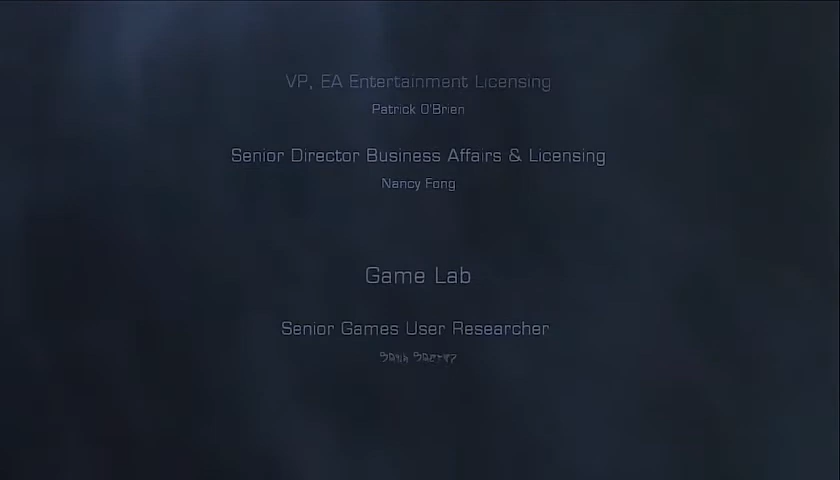 VP, EA Entertainment Licensing
Patrick O'Brien
Senior Director Business Affairs & Licensing
Nancy Fong
Game Lab
Senior Games User Researcher